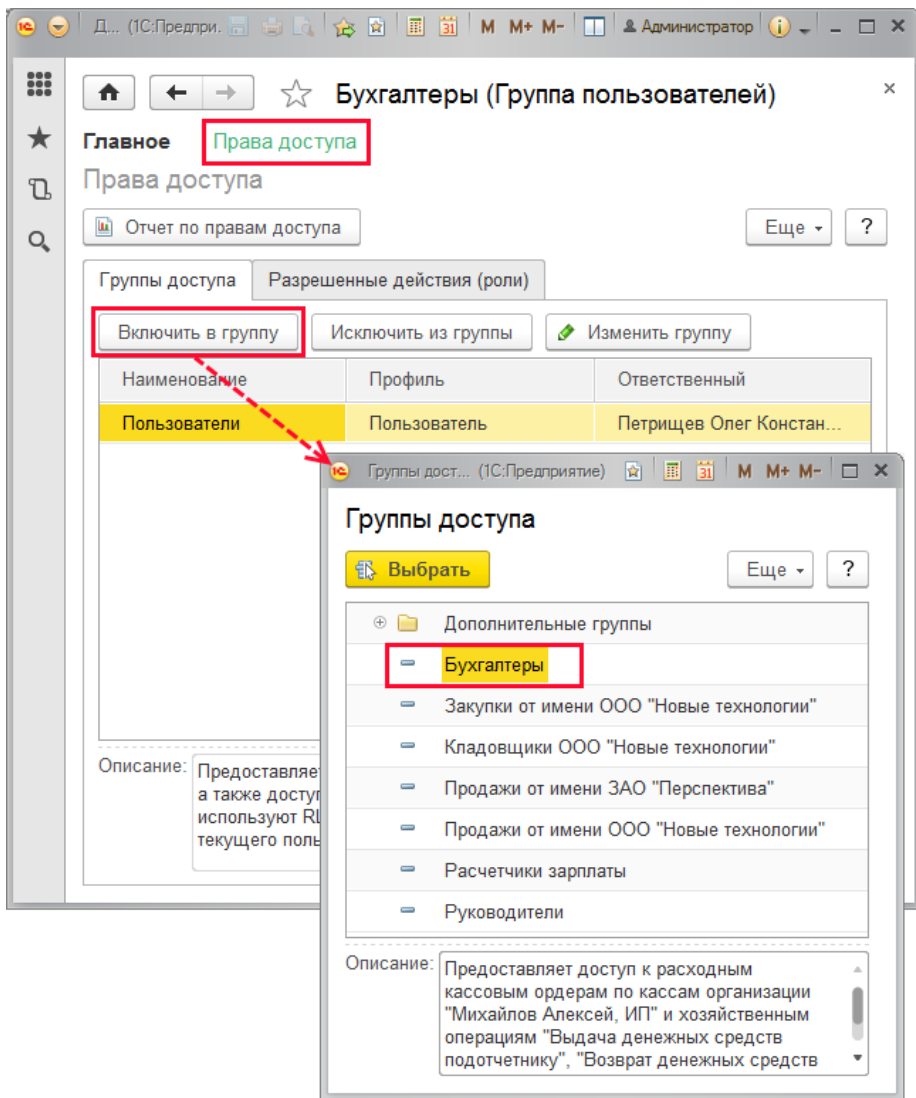 Д... (1С:Предпри. 31 M M+ M- Администратор
Бухгалтеры (Группа пользователей)
Главное Права доступа
Права доступа
Отчет по правам доступа Еще ?
Группы доступа Разрешенные действия (роли)
Включить в группу Исключить из группы Изменить группу
Наименование Профиль Ответственный
Пользователи Пользователь Петрищев Олег Констан...
Группы дост... (1С:Предприятие) 31 M M+ M-
Группы доступа
Выбрать Еще ?
Дополнительные группы
Бухгалтеры
Закупки от имени ООО "Новые технологии"
Кладовщики ООО "Новые технологии"
Продажи от имени ЗАО "Перспектива"
Продажи от имени ООО "Новые технологии"
Расчетчики зарплаты
Руководители
Описание: Предоставляе
а также достуг
используют RL
текущего поль
Описание: Предоставляет доступ к расходным
кассовым ордерам по кассам организации
"Михайлов Алексей, ИП" и хозяйственным
операциям "Выдача денежных средств
подотчетнику", "Возврат денежных средств